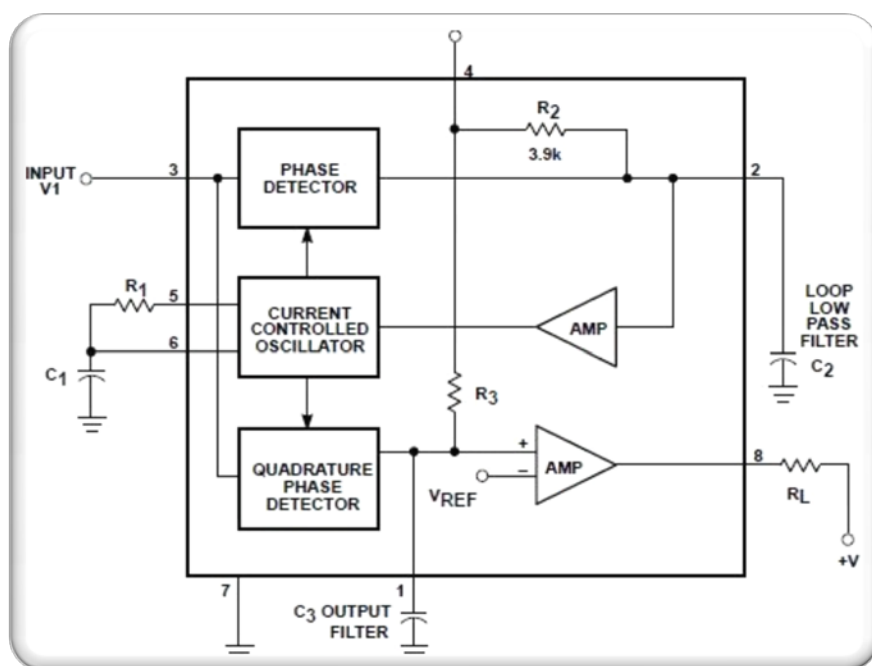 4
R2
3.9k
INPUT
V1
3
PHASE
DETECTOR
2
R1
5
CURRENT
CONTROLLED
OSCILLATOR
AMP
LOOP
LOW
PASS
FILTER
6
C1
C2
R3
QUADRATURE
PHASE
DETECTOR
+
–
AMP
VREF
8
RL
+V
7
1
C3 OUTPUT
FILTER